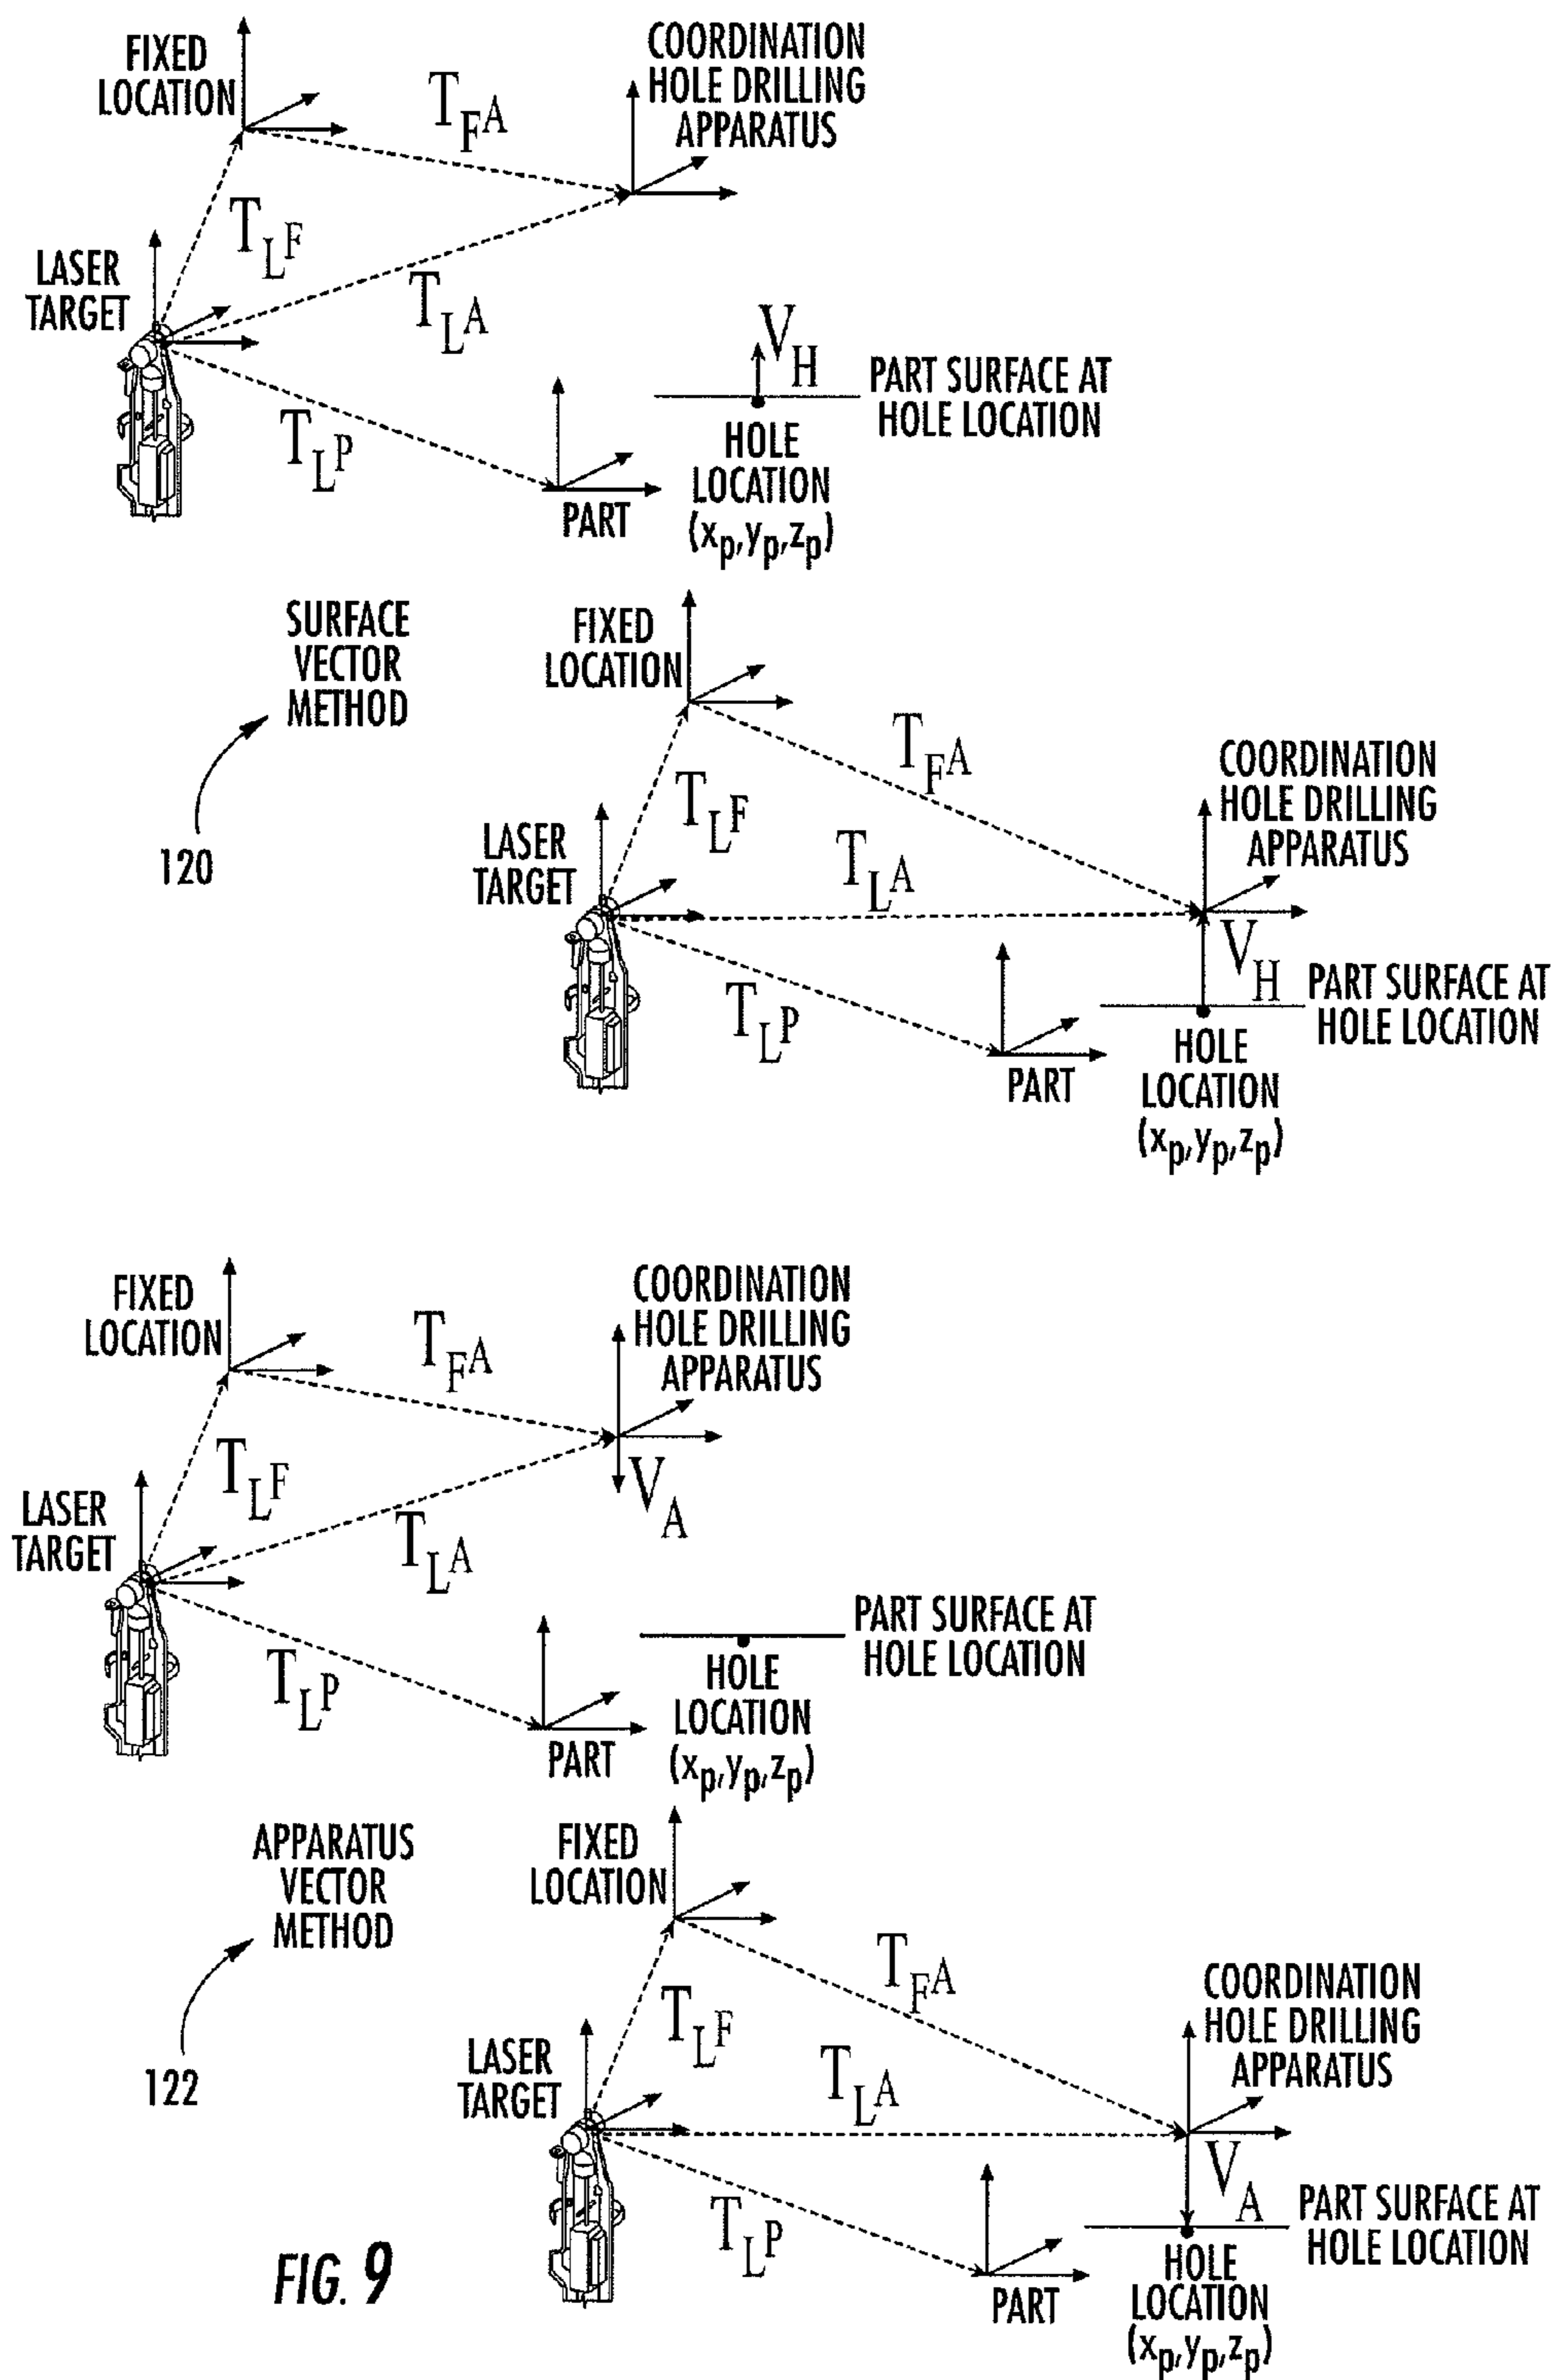 FIXED
LOCATION
COORDINATION
HOLE DRILLING
APPARATUS
T_F^A
T_L^F
LASER
TARGET
T_L^A
V_H
PART SURFACE AT
HOLE LOCATION
T_L^P
HOLE
LOCATION
(x_p,y_p,z_p)
PART
SURFACE
VECTOR
METHOD
120
FIXED
LOCATION
T_F^A
COORDINATION
HOLE DRILLING
APPARATUS
T_L^F
LASER
TARGET
T_L^A
V_H
PART SURFACE AT
HOLE LOCATION
T_L^P
HOLE
LOCATION
(x_p,y_p,z_p)
PART
FIXED
LOCATION
COORDINATION
HOLE DRILLING
APPARATUS
T_F^A
T_L^F
V_A
LASER
TARGET
T_L^A
PART SURFACE AT
HOLE LOCATION
T_L^P
HOLE
LOCATION
(x_p,y_p,z_p)
PART
APPARATUS
VECTOR
METHOD
122
FIXED
LOCATION
T_F^A
COORDINATION
HOLE DRILLING
APPARATUS
T_L^F
LASER
TARGET
T_L^A
V_A
PART SURFACE AT
HOLE LOCATION
T_L^P
HOLE
LOCATION
(x_p,y_p,z_p)
PART
FIG. 9